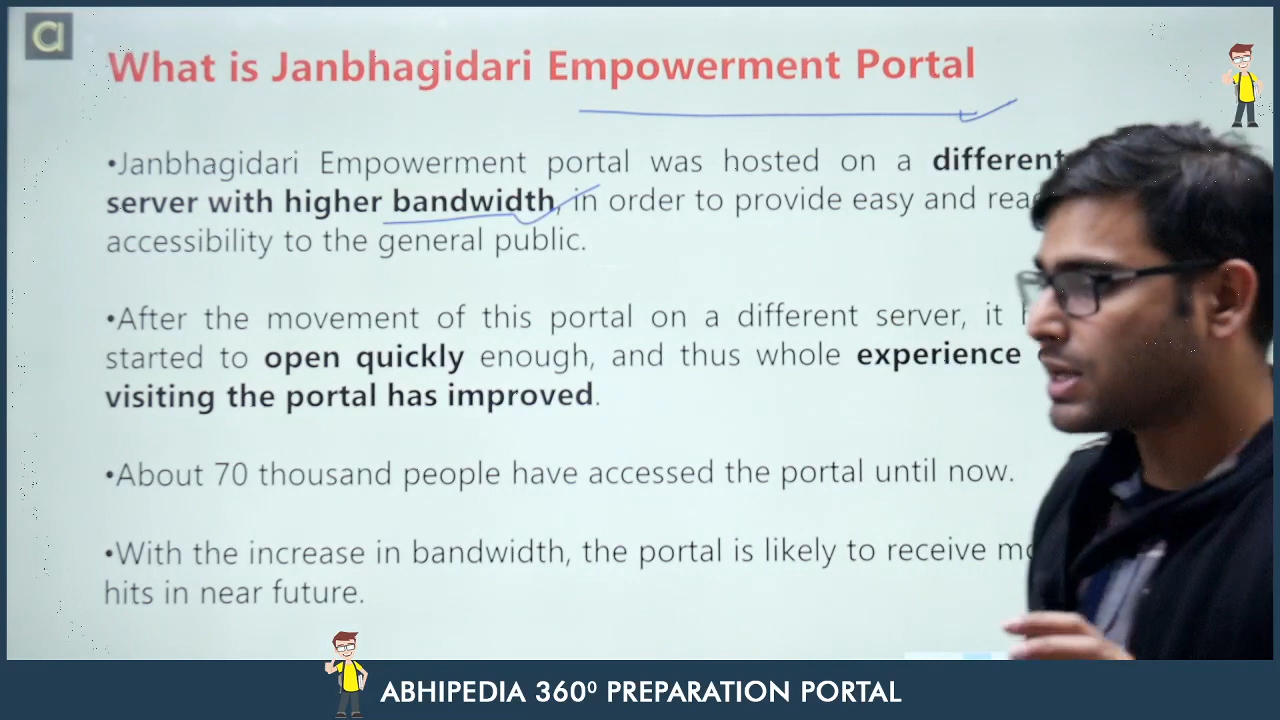 a
What is Janbhagidari Empowerment Portal
•Janbhagidari Empowerment portal was hosted on a different
server with higher bandwidth, in order to provide easy and
accessibility to the general public.
•After the movement of this portal on a different server, it
started to open quickly enough, and thus whole experience
visiting the portal has improved.
•About 70 thousand people have accessed the portal until now.
•With the increase in bandwidth, the portal is likely to receive
hits in near future.
ABHIPEDIA 360⁰ PREPARATION PORTAL